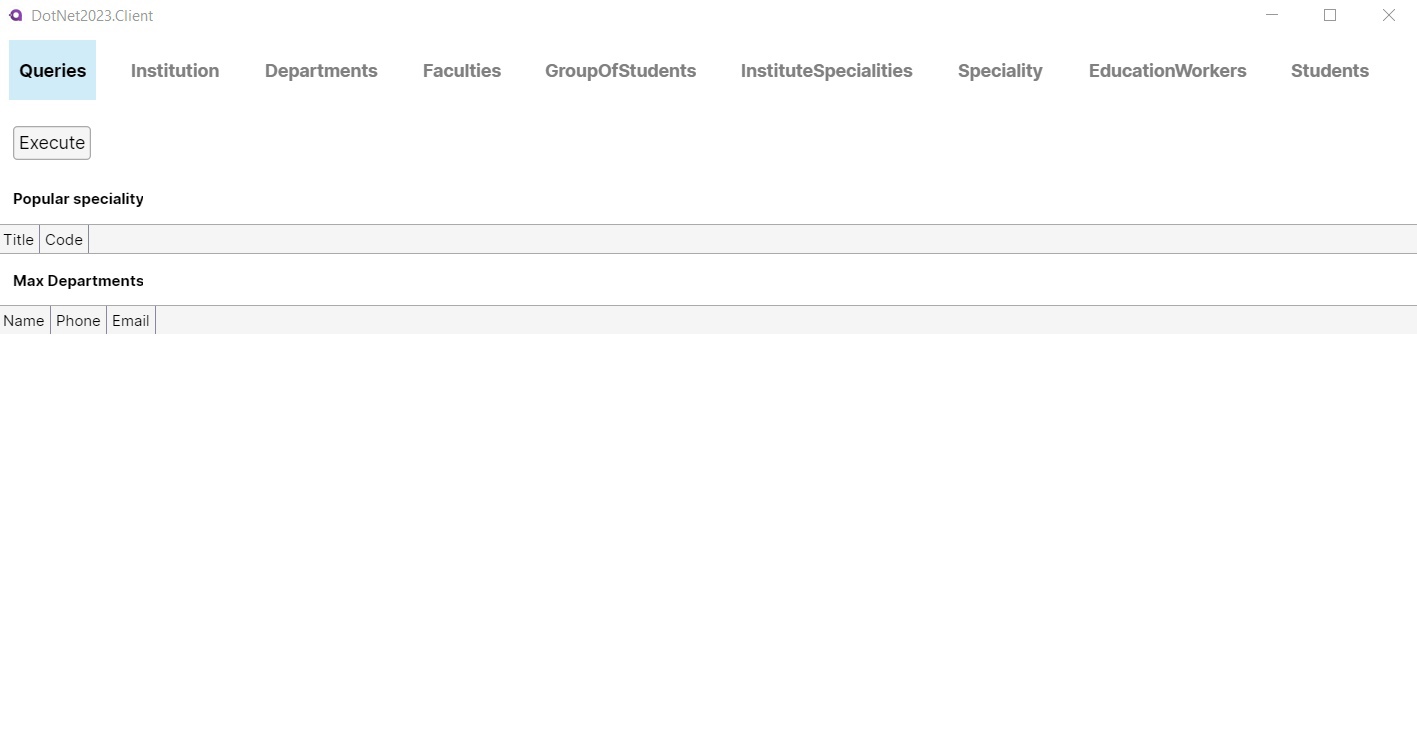 DotNet2023.Client
Queries Institution Departments Faculties GroupOfStudents InstituteSpecialities Speciality EducationWorkers Students
Execute
Popular speciality
Title Code
Max Departments
Name Phone Email